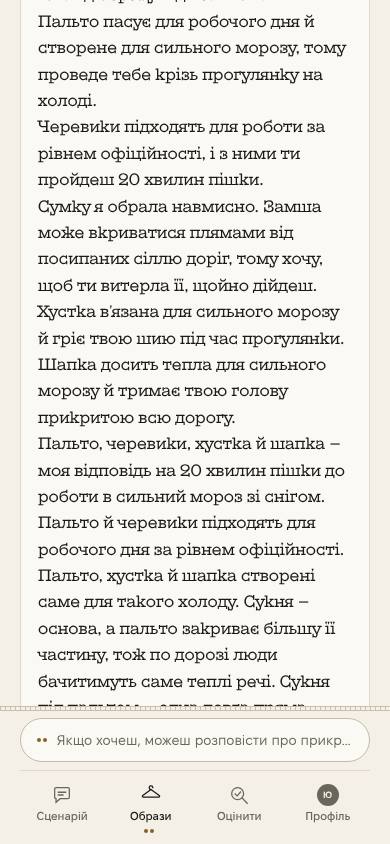 Пальто пасує для робочого дня й
створене для сильного морозу, тому
проведе тебе крізь прогулянку на
холоді.
Черевики підходять для роботи за
рівнем офіційності, і з ними ти
пройдеш 20 хвилин пішки.
Сумку я обрала навмисно. Замша
може вкриватися плямами від
посипаних сіллю доріг, тому хочу,
щоб ти витерла її, щойно дійдеш.
Хустка в'язана для сильного морозу
й гріє твою шию під час прогулянки.
Шапка досить тепла для сильного
морозу й тримає твою голову
прикритою всю дорогу.
Пальто, черевики, хустка й шапка —
моя відповідь на 20 хвилин пішки до
роботи в сильний мороз зі снігом.
Пальто й черевики підходять для
робочого дня за рівнем офіційності.
Пальто, хустка й шапка створені
саме для такого холоду. Сукня —
основа, а пальто закриває більшу її
частину, тож по дорозі люди
бачитимуть саме теплі речі. Сукня
Якщо хочеш, можеш розповісти про прикр...
Сценарій
Образи
Оцінити
Ю
Профіль